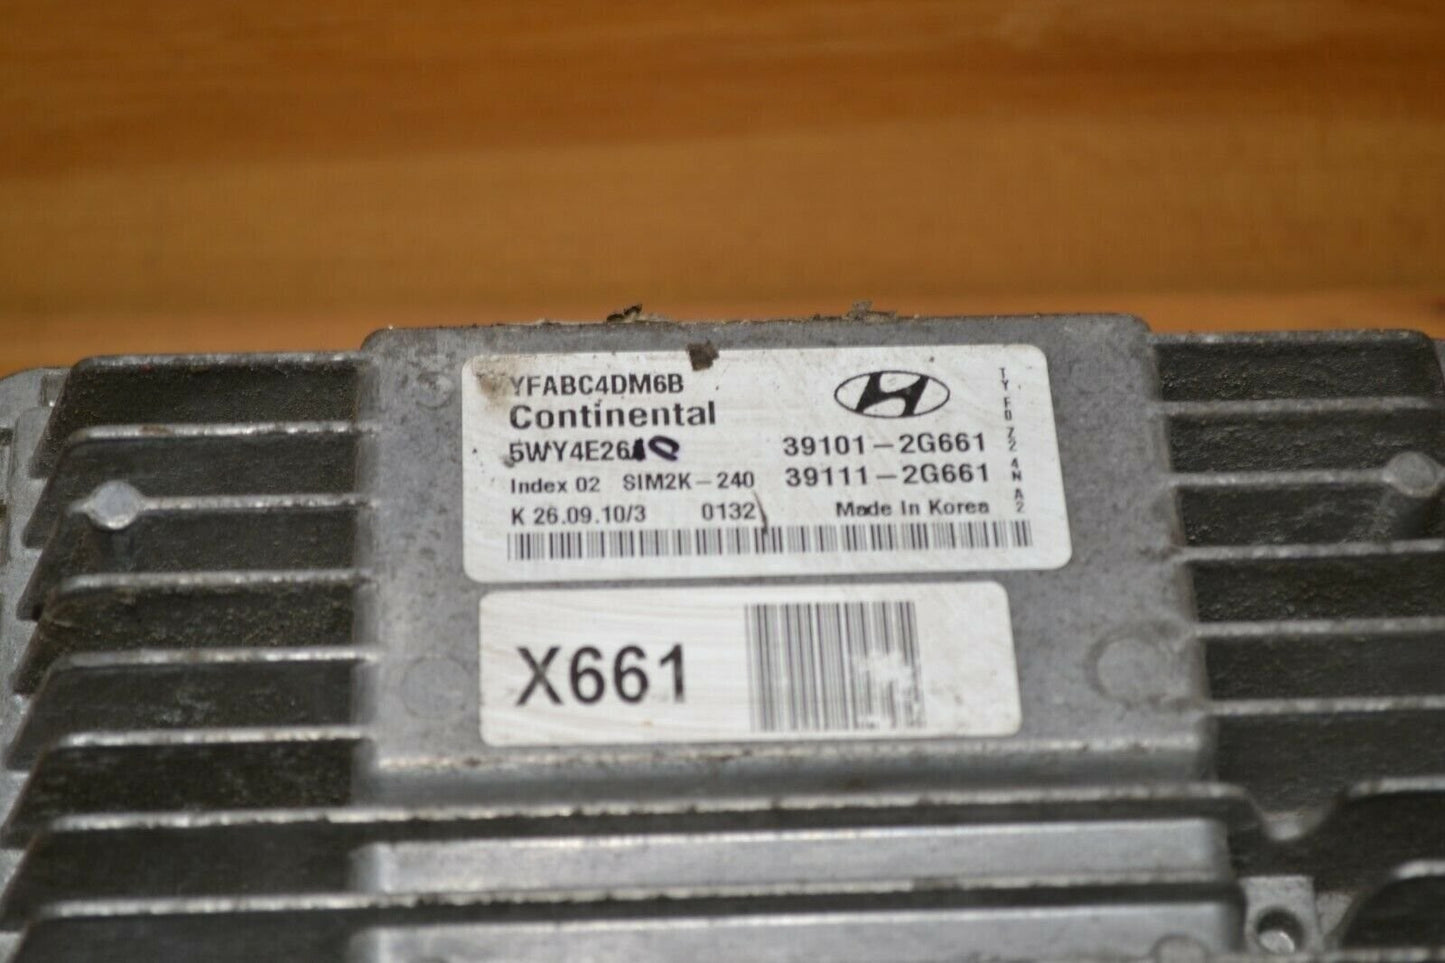 YFABC4DM6B
Continental
5WY4E2610
39101-2G661
Index 02 SIM2K-240
39111-2G661
K 26.09.10/3 0132 Made In Korea
X661